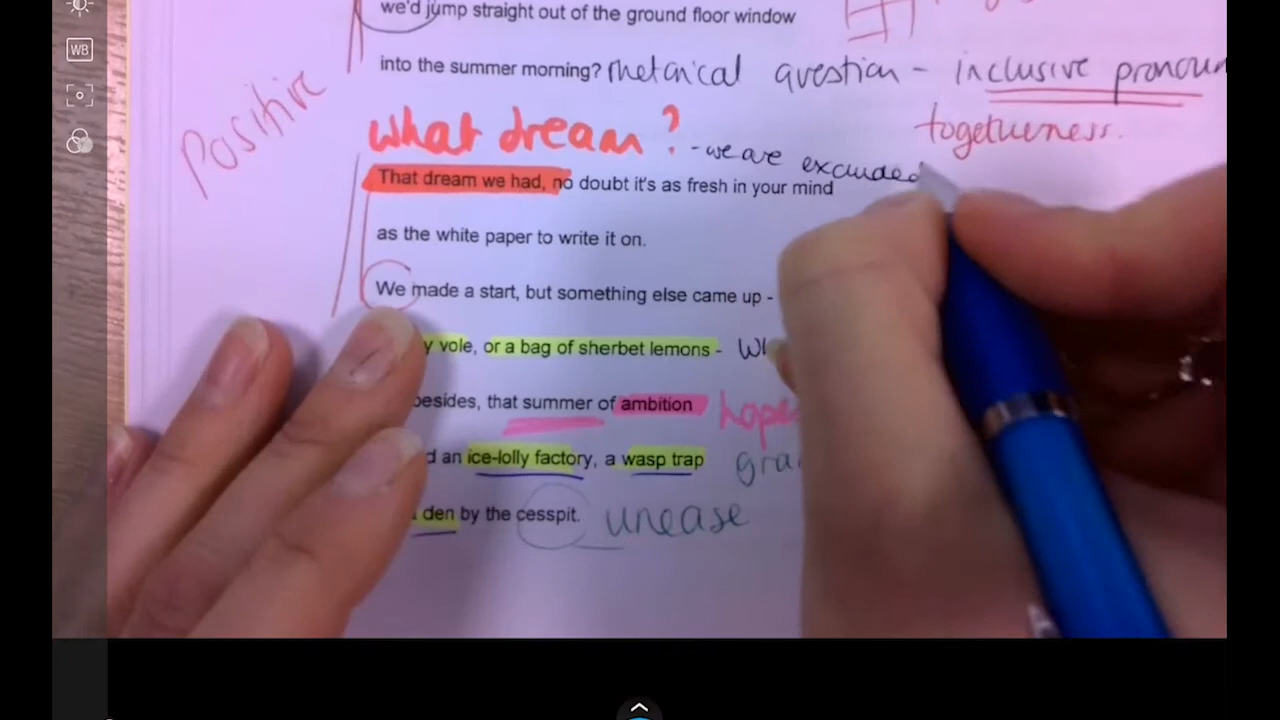 WB
we'd jump straight out of the ground floor window
into the summer morning? rhetorical question - inclusive pronoun
togetherness.
Positive
what dream? - we are excluded
That dream we had, no doubt it's as fresh in your mind
as the white paper to write it on.
We made a start, but something else came up -
vole, or a bag of sherbet lemons -
besides, that summer of ambition hope
an ice-lolly factory, a wasp trap
den by the cesspit. unease